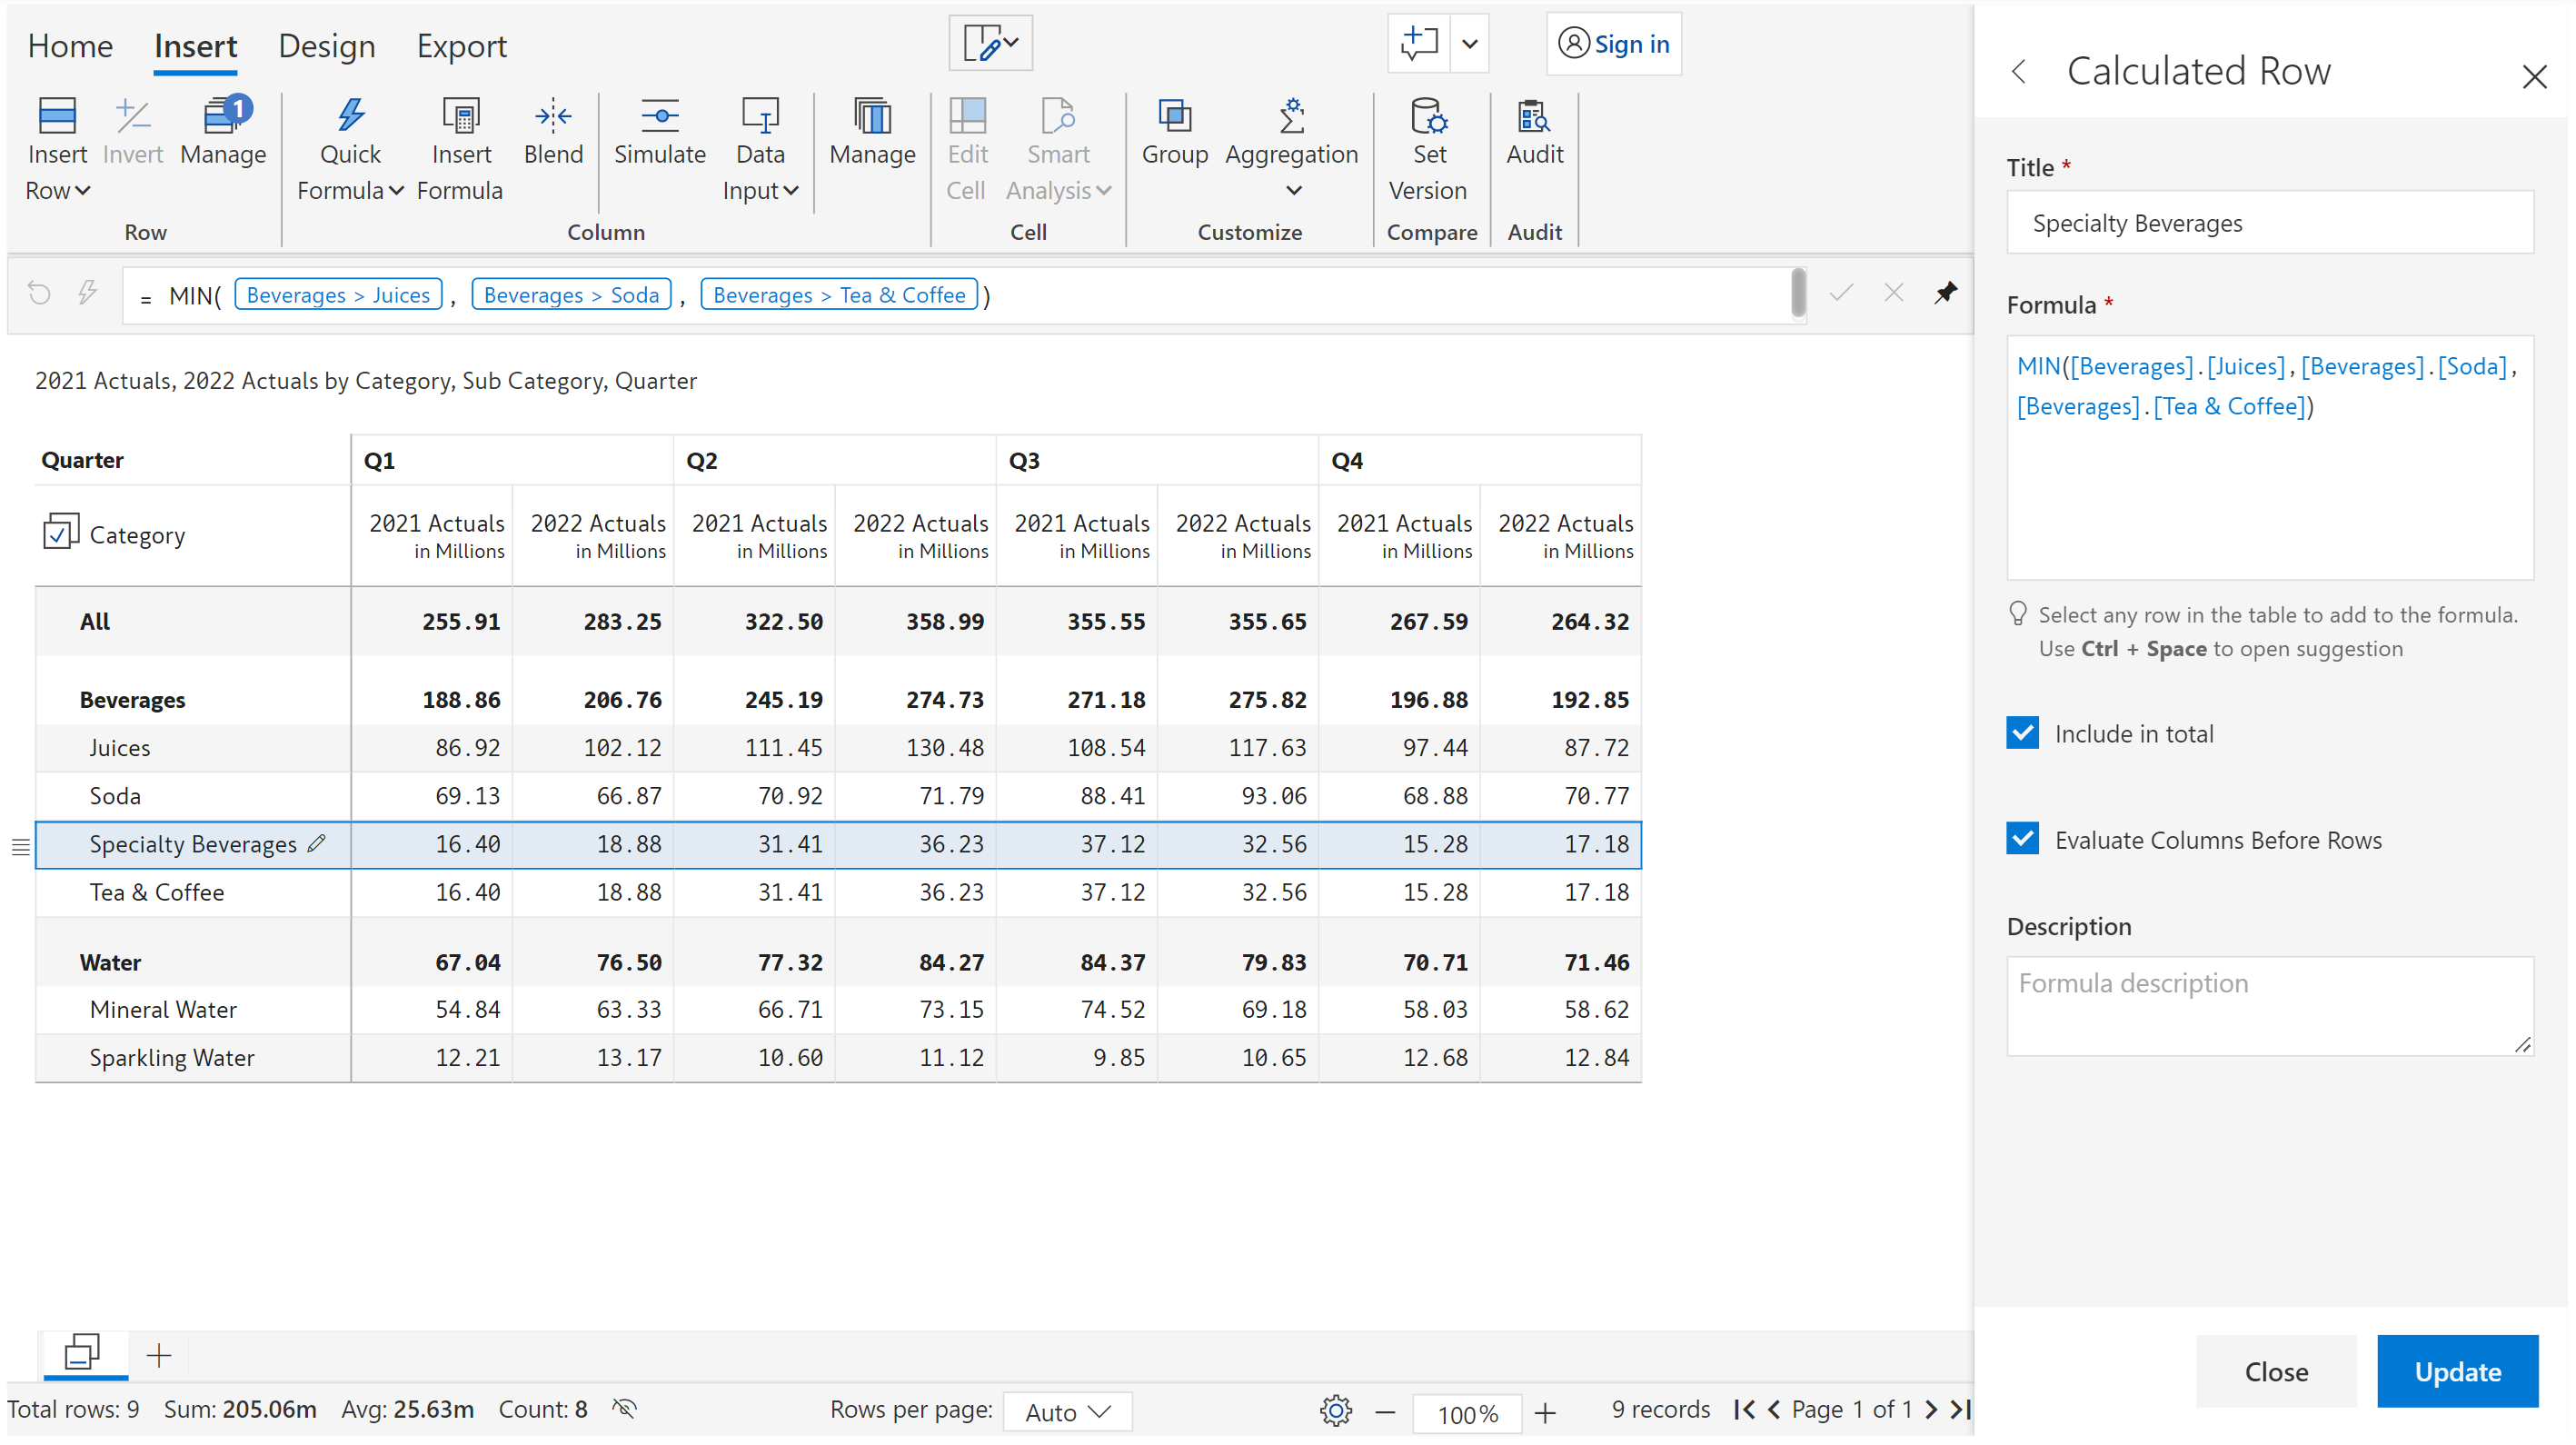 Home Insert Design Export Sign in
Insert Row Invert Manage 1 Quick Formula Insert Formula Blend Simulate Data Input Manage Edit Cell Smart Analysis Group Aggregation Set Version Audit
Row Column Cell Customize Compare Audit
= MIN( Beverages > Juices , Beverages > Soda , Beverages > Tea & Coffee )
2021 Actuals, 2022 Actuals by Category, Sub Category, Quarter
Quarter Q1 Q2 Q3 Q4
Category 2021 Actuals 2022 Actuals 2021 Actuals 2022 Actuals 2021 Actuals 2022 Actuals 2021 Actuals 2022 Actuals
in Millions in Millions in Millions in Millions in Millions in Millions in Millions in Millions
All 255.91 283.25 322.50 358.99 355.55 355.65 267.59 264.32
Beverages 188.86 206.76 245.19 274.73 271.18 275.82 196.88 192.85
Juices 86.92 102.12 111.45 130.48 108.54 117.63 97.44 87.72
Soda 69.13 66.87 70.92 71.79 88.41 93.06 68.88 70.77
Specialty Beverages 16.40 18.88 31.41 36.23 37.12 32.56 15.28 17.18
Tea & Coffee 16.40 18.88 31.41 36.23 37.12 32.56 15.28 17.18
Water 67.04 76.50 77.32 84.27 84.37 79.83 70.71 71.46
Mineral Water 54.84 63.33 66.71 73.15 74.52 69.18 58.03 58.62
Sparkling Water 12.21 13.17 10.60 11.12 9.85 10.65 12.68 12.84
Total rows: 9 Sum: 205.06m Avg: 25.63m Count: 8 Rows per page: Auto 100% 9 records Page 1 of 1
Calculated Row
Title *
Specialty Beverages
Formula *
MIN([Beverages].[Juices],[Beverages].[Soda],
[Beverages].[Tea & Coffee])
Select any row in the table to add to the formula.
Use Ctrl + Space to open suggestion
Include in total
Evaluate Columns Before Rows
Description
Formula description
Close Update